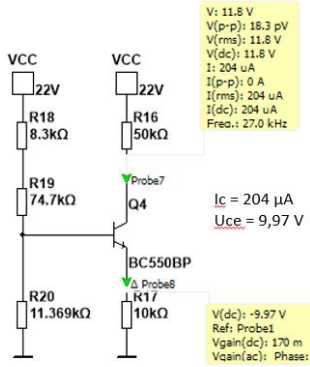 V: 11.8 V
V(p-p): 18.3 pV
V(rms): 11.8 V
V(dc): 11.8 V
I: 204 uA
I(p-p): 0 A
I(rms): 204 uA
I(dc): 204 uA
Freq.: 27.0 kHz
VCC
22V
VCC
22V
R18
8.3kΩ
R16
50kΩ
R19
74.7kΩ
Probe7
Q4
Ic = 204 µA
Uce = 9,97 V
BC550BP
Δ Probe8
R20
11.369kΩ
R17
10kΩ
V(dc): -9.97 V
Ref: Probe1
Vgain(dc): 170 m
Vgain(ac): Phase: